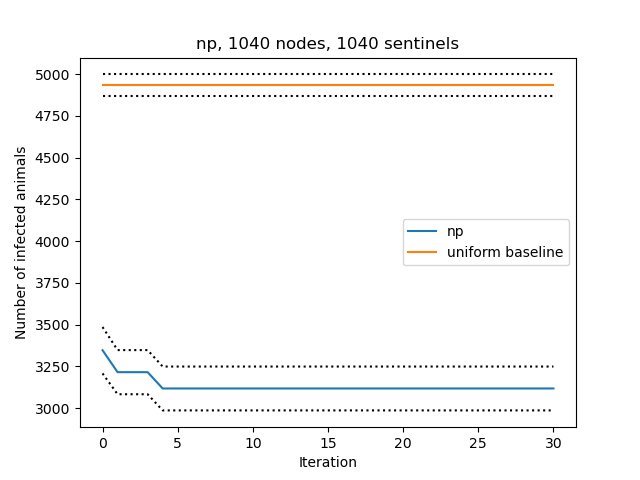 np, 1040 nodes, 1040 sentinels
5000
4750
4500
4250
4000
3750
3500
3250
3000
Number of infected animals
np
uniform baseline
0 5 10 15 20 25 30
Iteration